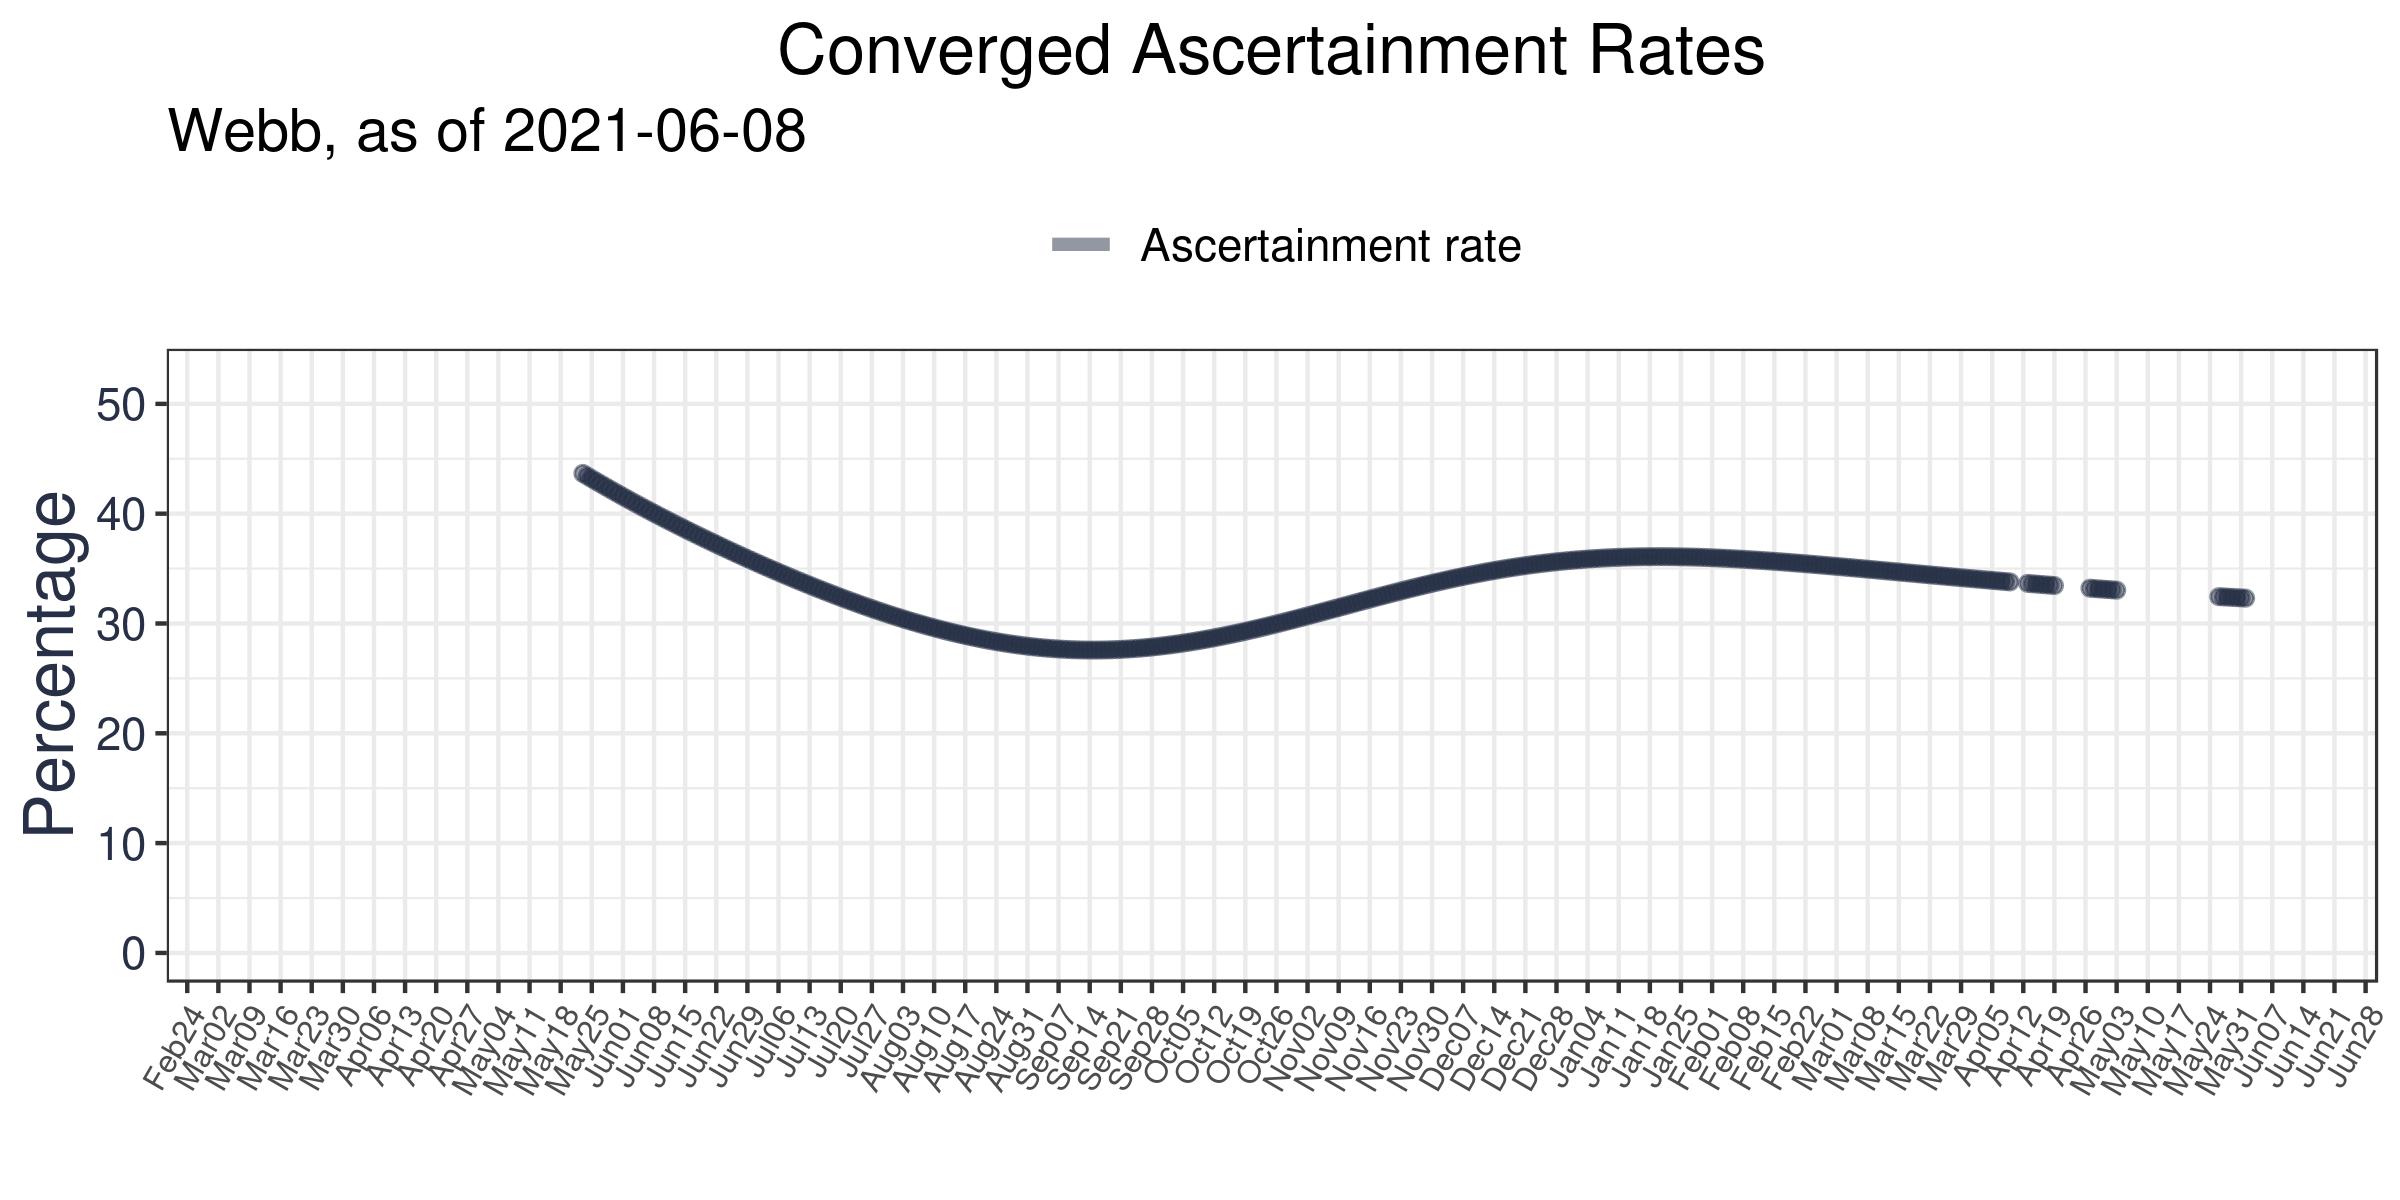 Converged Ascertainment Rates
Webb, as of 2021-06-08
Ascertainment rate
Percentage
50
40
30
20
10
0
Feb24 Mar02 Mar09 Mar16 Mar23 Mar30 Apr06 Apr13 Apr20 Apr27 May04 May11 May18 May25 Jun01 Jun08 Jun15 Jun22 Jun29 Jul06 Jul13 Jul20 Jul27 Aug03 Aug10 Aug17 Aug24 Aug31 Sep07 Sep14 Sep21 Sep28 Oct05 Oct12 Oct19 Oct26 Nov02 Nov09 Nov16 Nov23 Nov30 Dec07 Dec14 Dec21 Dec28 Jan04 Jan11 Jan18 Jan25 Feb01 Feb08 Feb15 Feb22 Mar01 Mar08 Mar15 Mar22 Mar29 Apr05 Apr12 Apr19 Apr26 May03 May10 May17 May24 May31 Jun07 Jun14 Jun21 Jun28